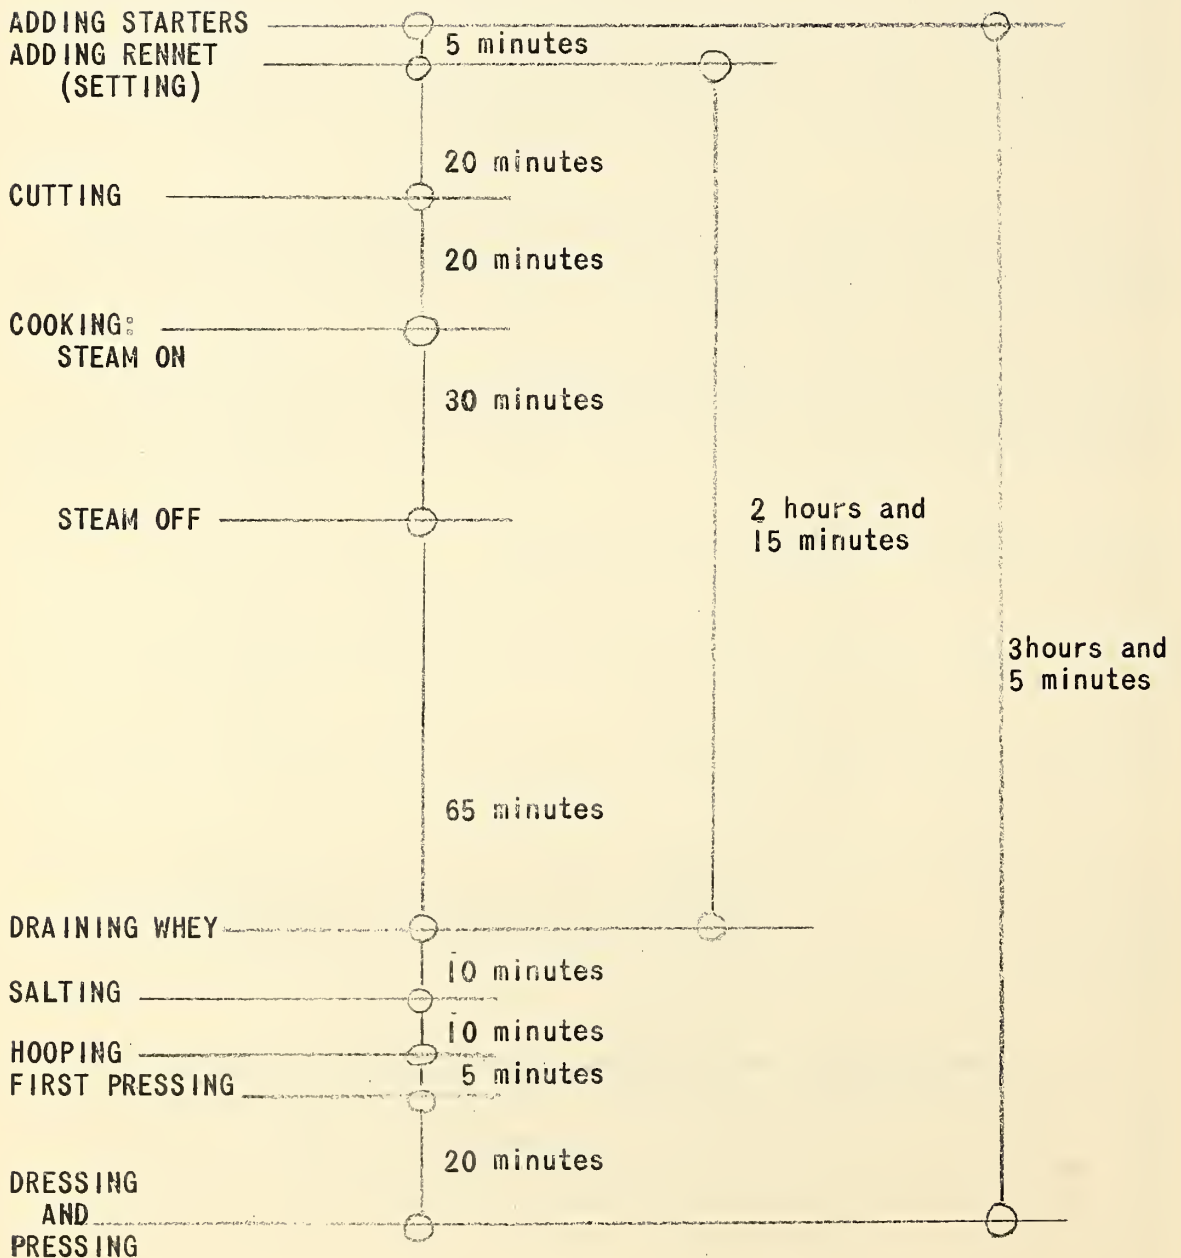 ADDING STARTERS
5 minutes
ADDING RENNET
(SETTING)
20 minutes
CUTTING
20 minutes
COOKING:
STEAM ON
30 minutes
STEAM OFF
2 hours and
15 minutes
3hours and
5 minutes
65 minutes
DRAINING WHEY
10 minutes
SALTING
10 minutes
HOOPING
5 minutes
FIRST PRESSING
20 minutes
DRESSING
AND
PRESSING